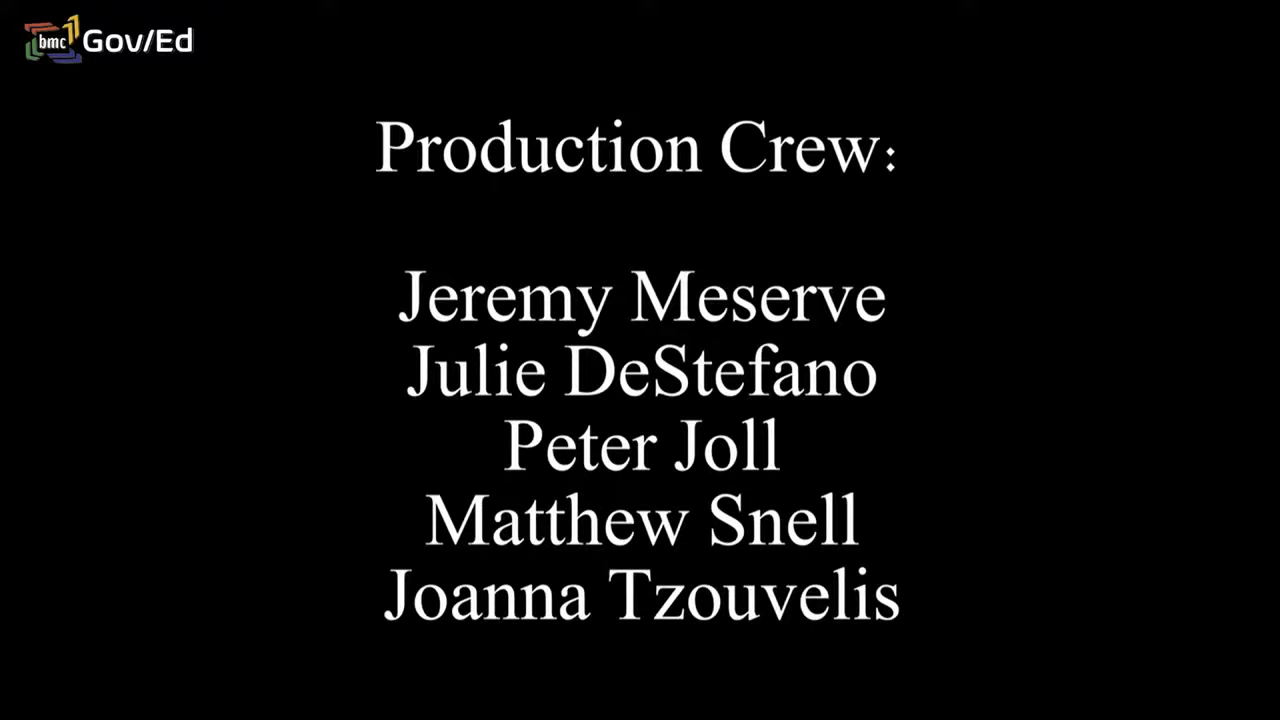 bmc Gov/Ed
Production Crew:
Jeremy Meserve
Julie DeStefano
Peter Joll
Matthew Snell
Joanna Tzouvelis